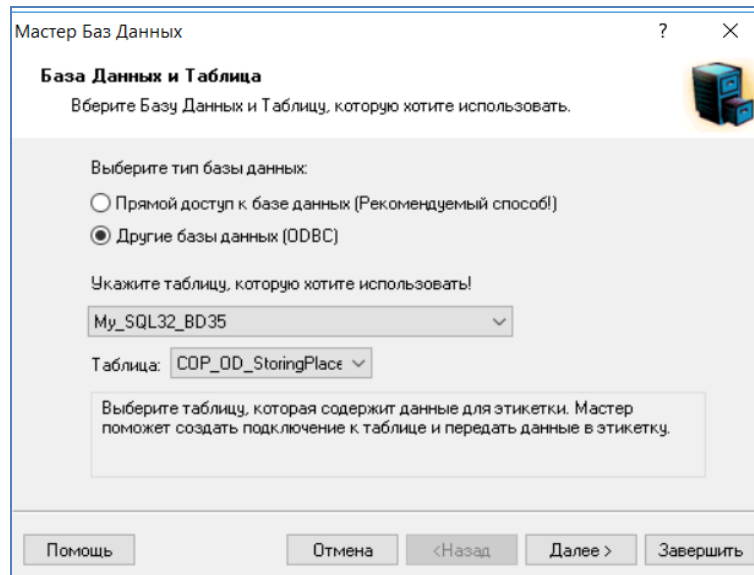 Мастер Баз Данных
?
База Данных и Таблица
Вберите Базу Данных и Таблицу, которую хотите использовать.
Выберите тип базы данных:
Прямой доступ к базе данных (Рекомендуемый способ!)
Другие базы данных (ODBC)
Укажите таблицу, которую хотите использовать!
My_SQL32_BD35
Таблица: COP_OD_StoringPlace
Выберите таблицу, которая содержит данные для этикетки. Мастер
поможет создать подключение к таблице и передать данные в этикетку.
Помощь Отмена <Назад Далее > Завершить